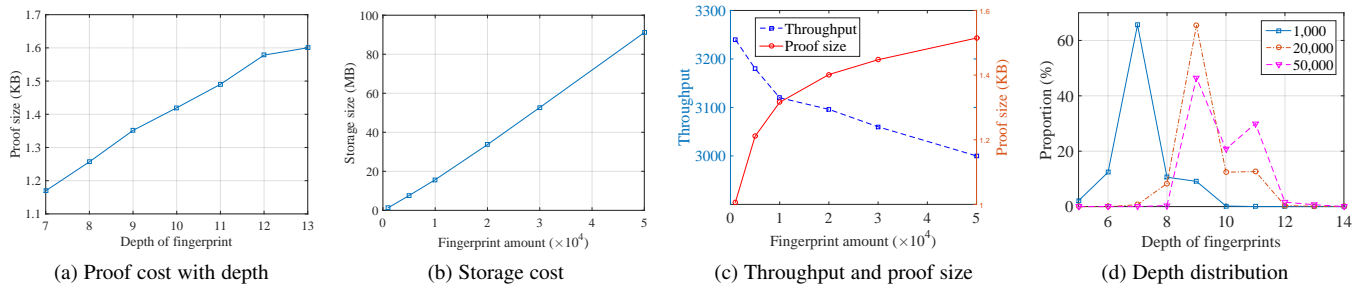 1.7
1.6
1.5
1.4
1.3
1.2
1.1
Proof size (KB)
7 8 9 10 11 12 13
Depth of fingerprint
(a) Proof cost with depth
100
80
60
40
20
0
Storage size (MB)
0 1 2 3 4 5
Fingerprint amount (×10⁴)
(b) Storage cost
3300
3200
3100
3000
Throughput
Throughput
Proof size
1.6
1.4
1.2
1
Proof size (KB)
0 1 2 3 4 5
Fingerprint amount (×10⁴)
(c) Throughput and proof size
60
40
20
0
Proportion (%)
1,000
20,000
50,000
6 8 10 12 14
Depth of fingerprints
(d) Depth distribution